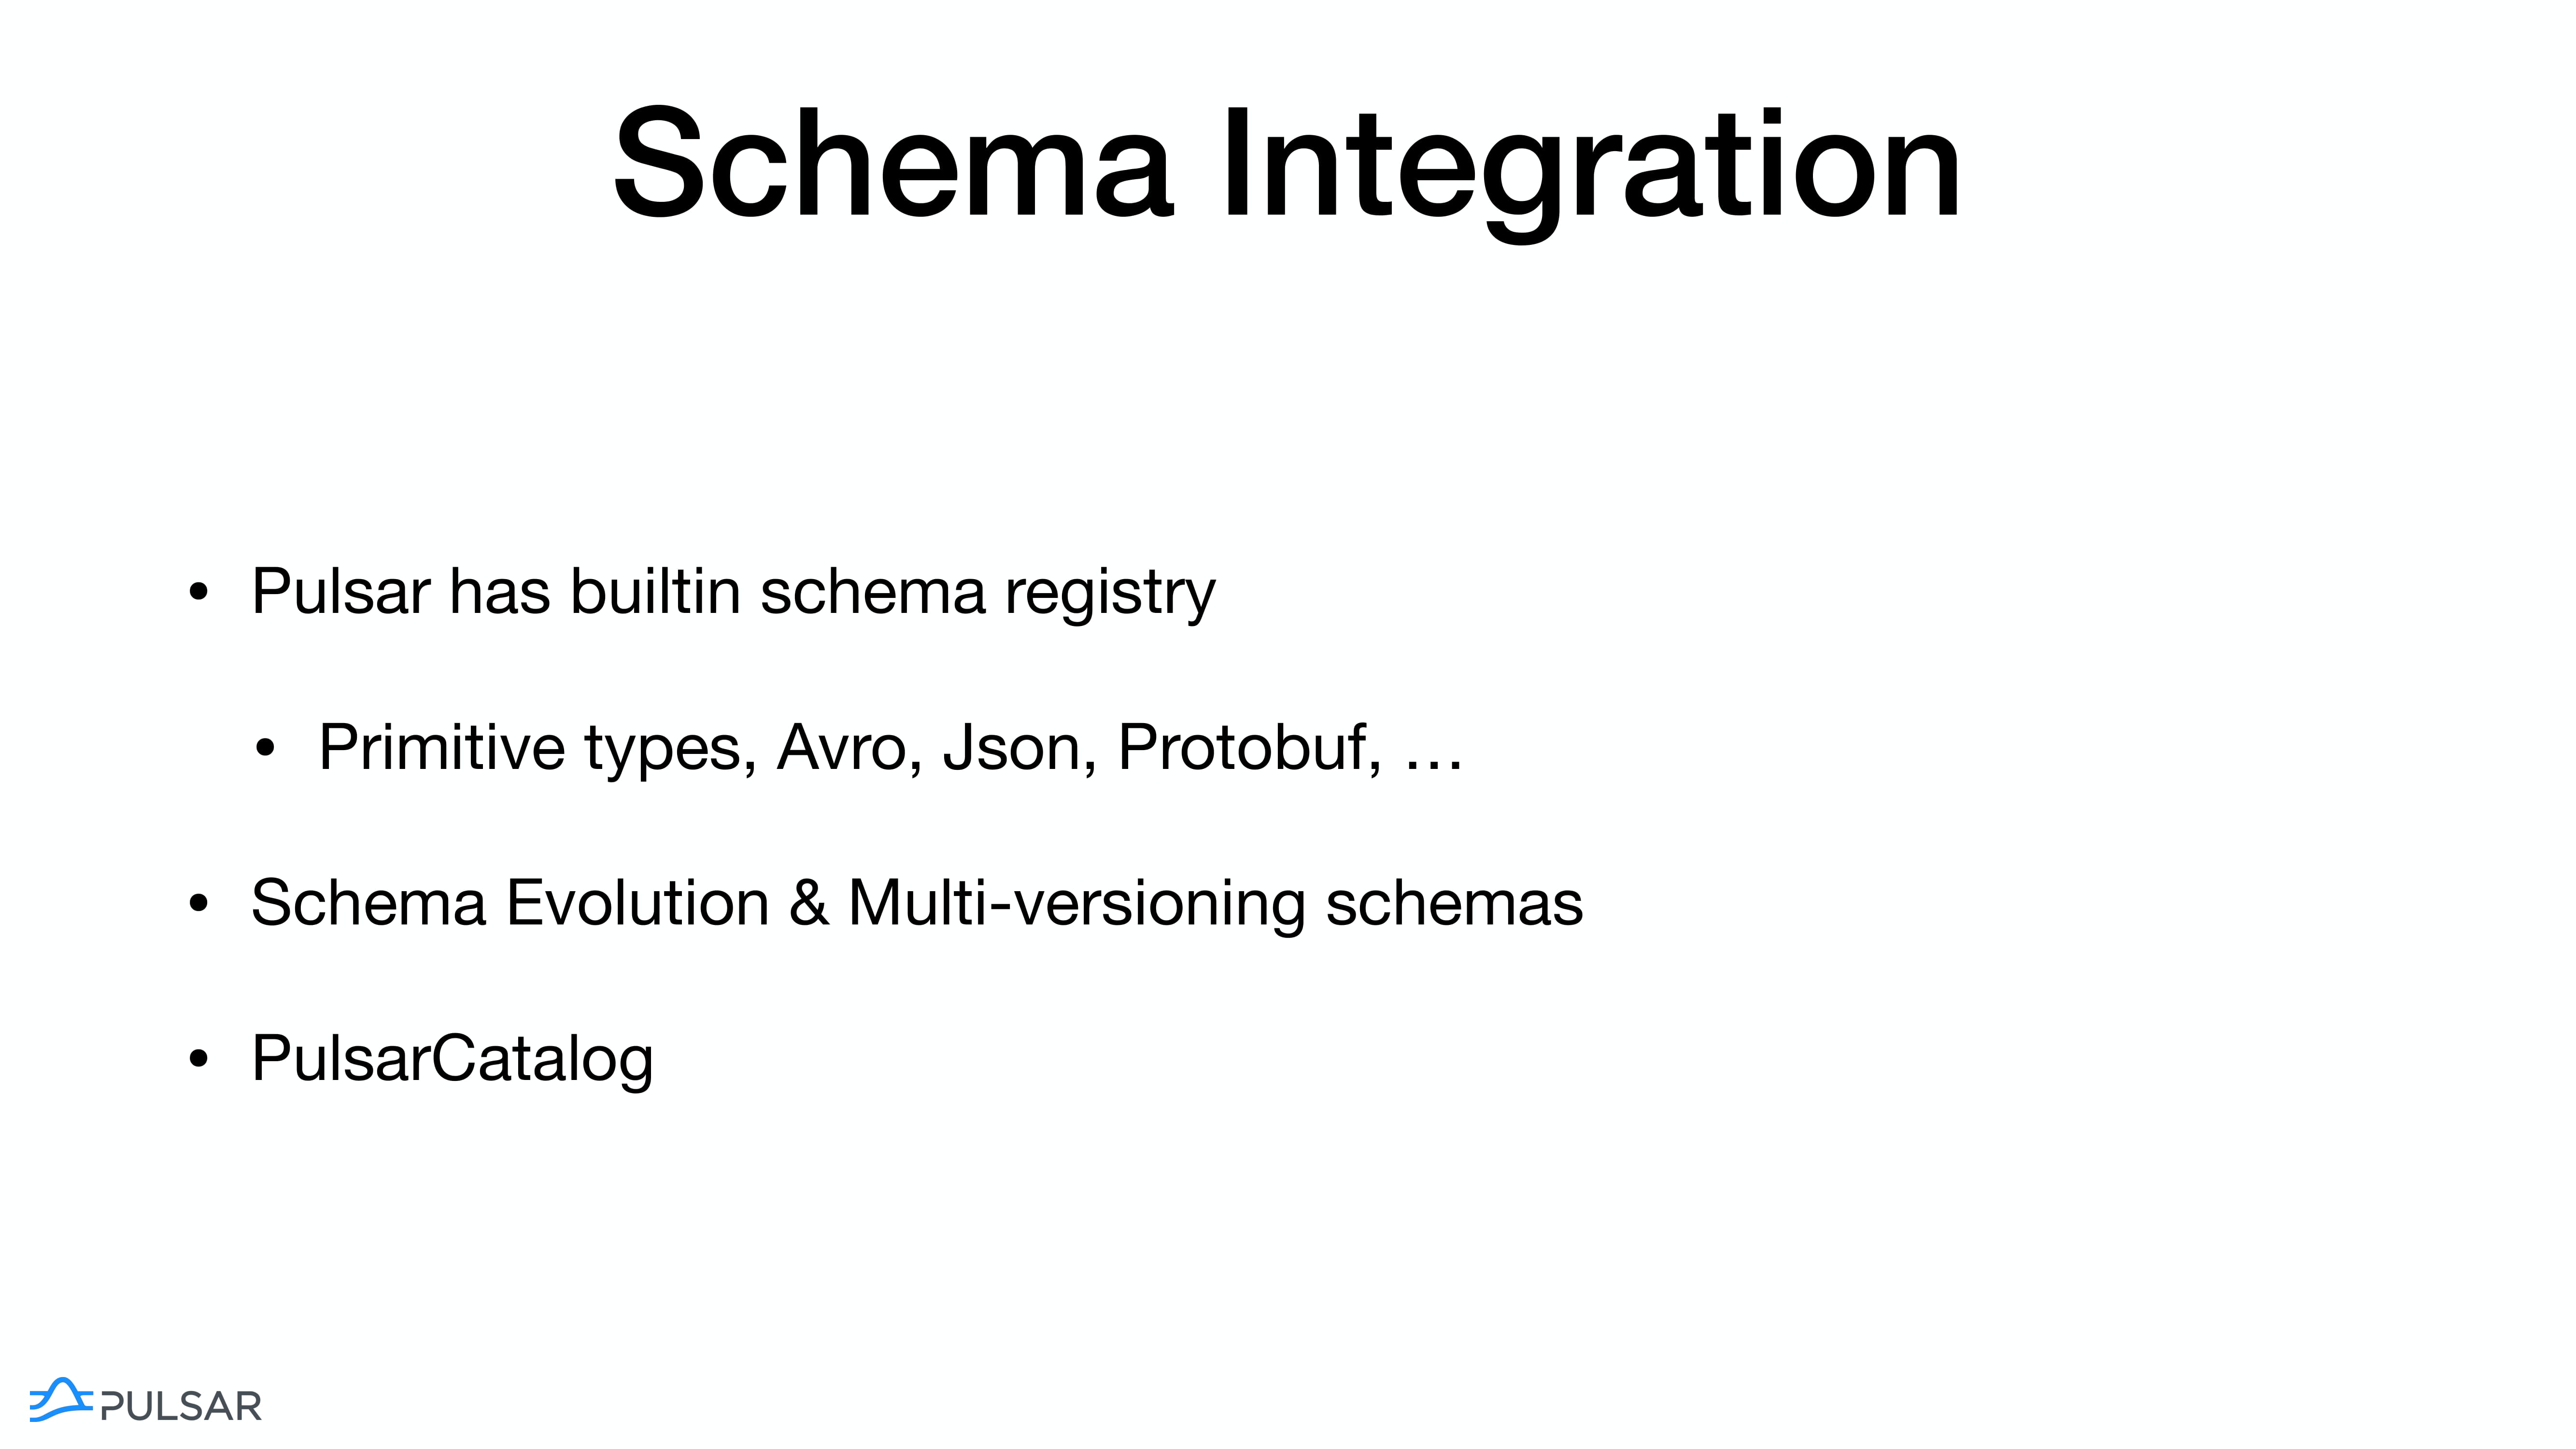 Schema Integration
• Pulsar has builtin schema registry
• Primitive types, Avro, Json, Protobuf, …
• Schema Evolution & Multi-versioning schemas
• PulsarCatalog
PULSAR